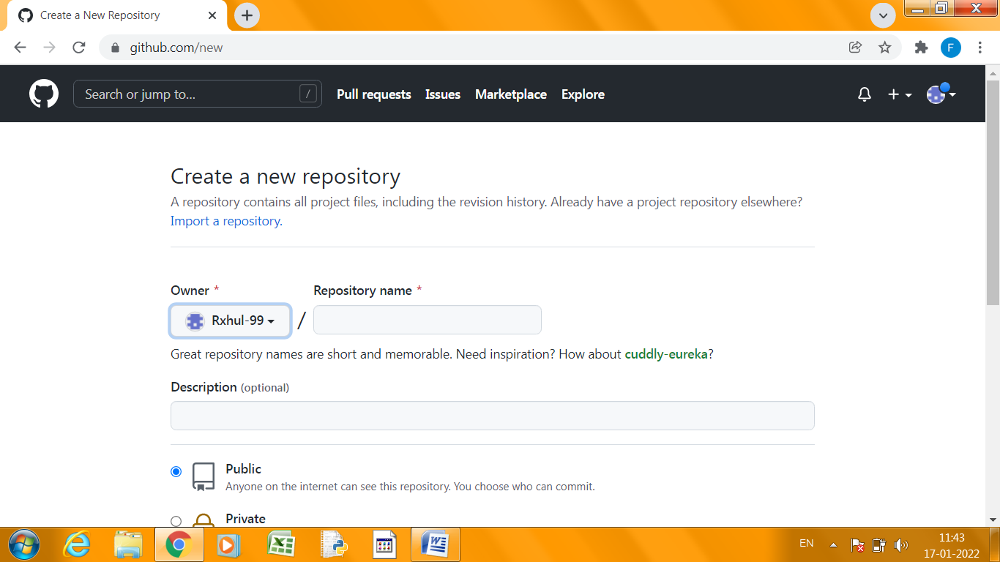 Create a New Repository
github.com/new
F
Search or jump to... /
Pull requests Issues Marketplace Explore
Create a new repository
A repository contains all project files, including the revision history. Already have a project repository elsewhere?
Import a repository.
Owner * Repository name *
Rxhul-99 /
Great repository names are short and memorable. Need inspiration? How about cuddly-eureka?
Description (optional)
Public
Anyone on the internet can see this repository. You choose who can commit.
Private
EN 11:43
17-01-2022